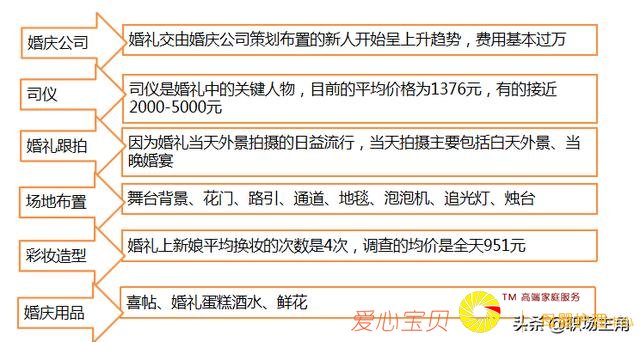 婚庆公司
婚礼交由婚庆公司策划布置的新人开始呈上升趋势，费用基本过万
司仪
司仪是婚礼中的关键人物，目前的平均价格为1376元，有的接近
2000-5000元
婚礼跟拍
因为婚礼当天外景拍摄的日益流行，当天拍摄主要包括白天外景、当
晚婚宴
场地布置
舞台背景、花门、路引、通道、地毯、泡泡机、追光灯、烛台
彩妆造型
婚礼上新娘平均换妆的次数是4次，调查的均价是全天951元
婚庆用品
喜帖、婚礼蛋糕酒水、鲜花
爱心宝贝
TM 高端家庭服务
头条@职场主角